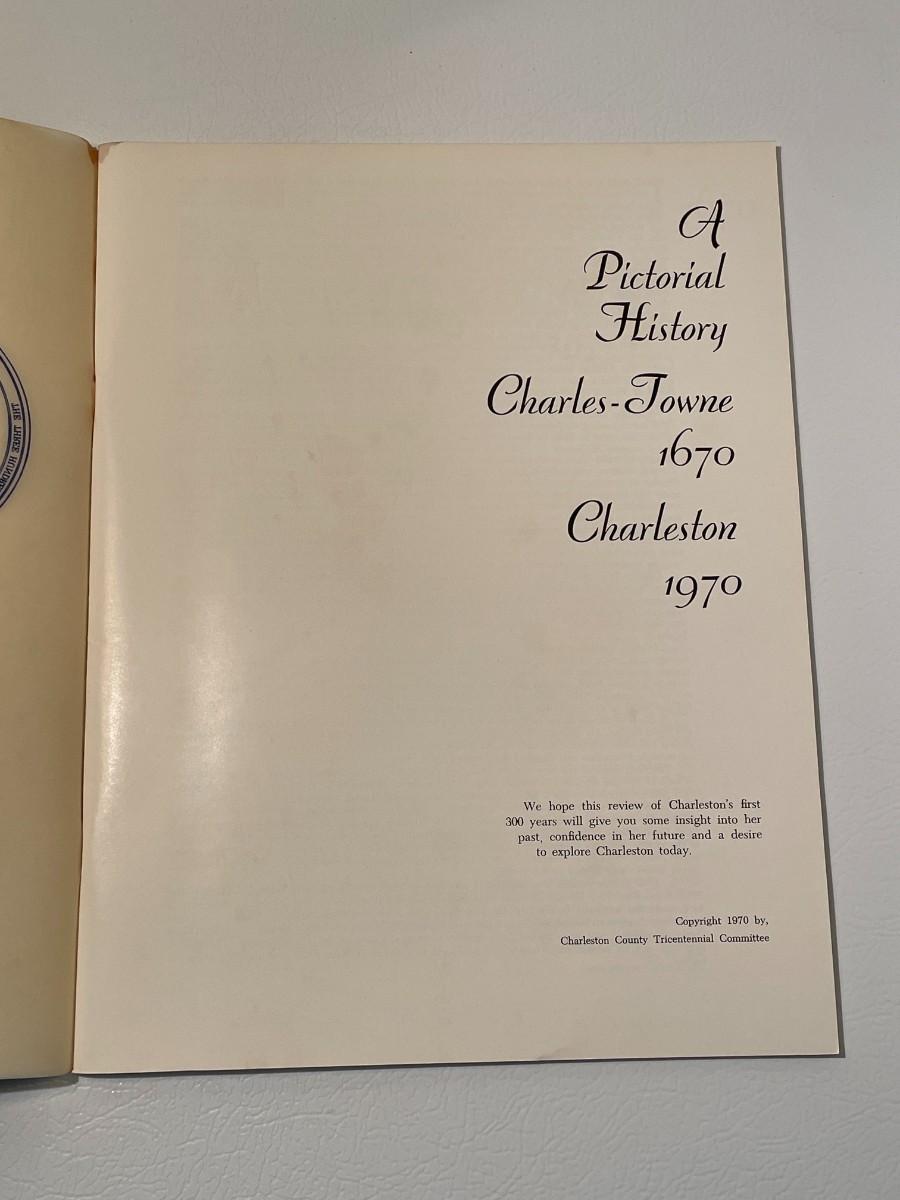 THE THREE
A
Pictorial
History
Charles-Towne
1670
Charleston
1970
We hope this review of Charleston's first
300 years will give you some insight into her
past, confidence in her future and a desire
to explore Charleston today.
Copyright 1970 by,
Charleston County Tricentennial Committee